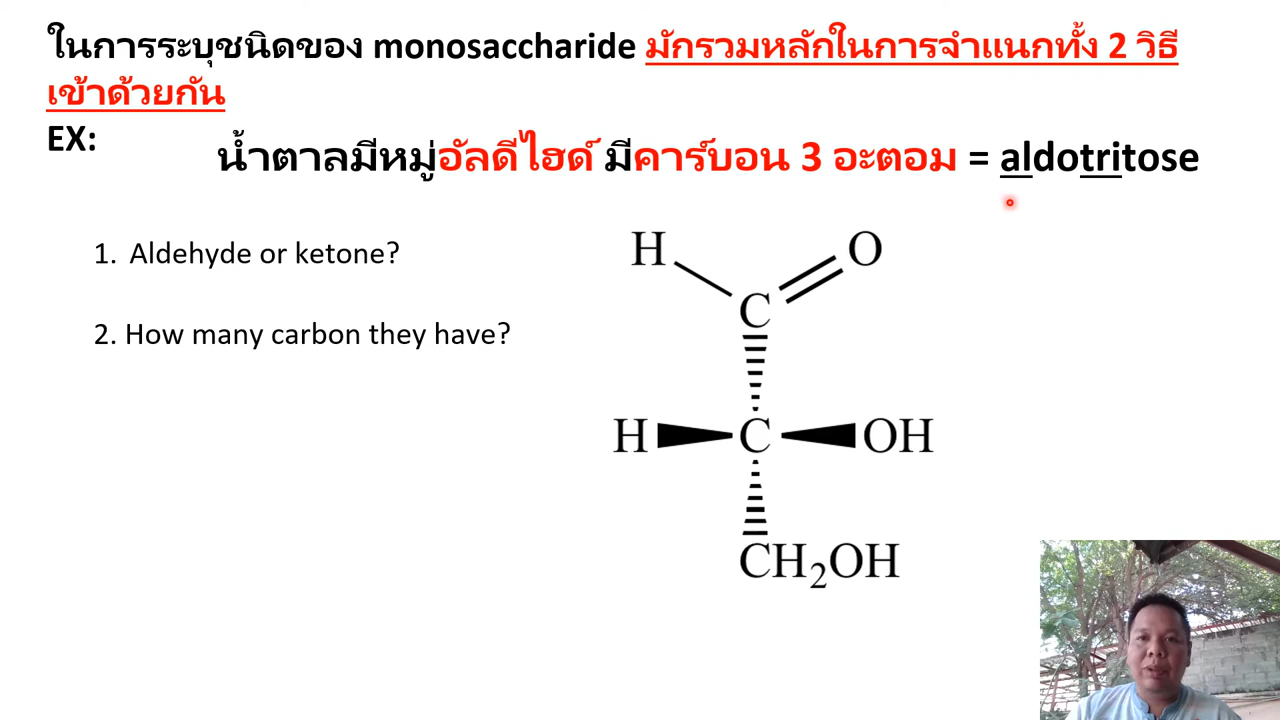 ในการระบุชนิดของ monosaccharide มักรวมหลักในการจำแนกทั้ง 2 วิธี
เข้าด้วยกัน
EX:
น้ำตาลมีหมู่อัลดีไฮด์ มีคาร์บอน 3 อะตอม = aldotritose
1. Aldehyde or ketone?
2. How many carbon they have?
H O
C
H C OH
CH₂OH